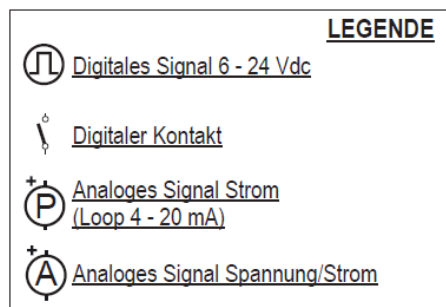 LEGENDE
Digitales Signal 6 - 24 Vdc
Digitaler Kontakt
+
P
Analoges Signal Strom
(Loop 4 - 20 mA)
+
A
Analoges Signal Spannung/Strom